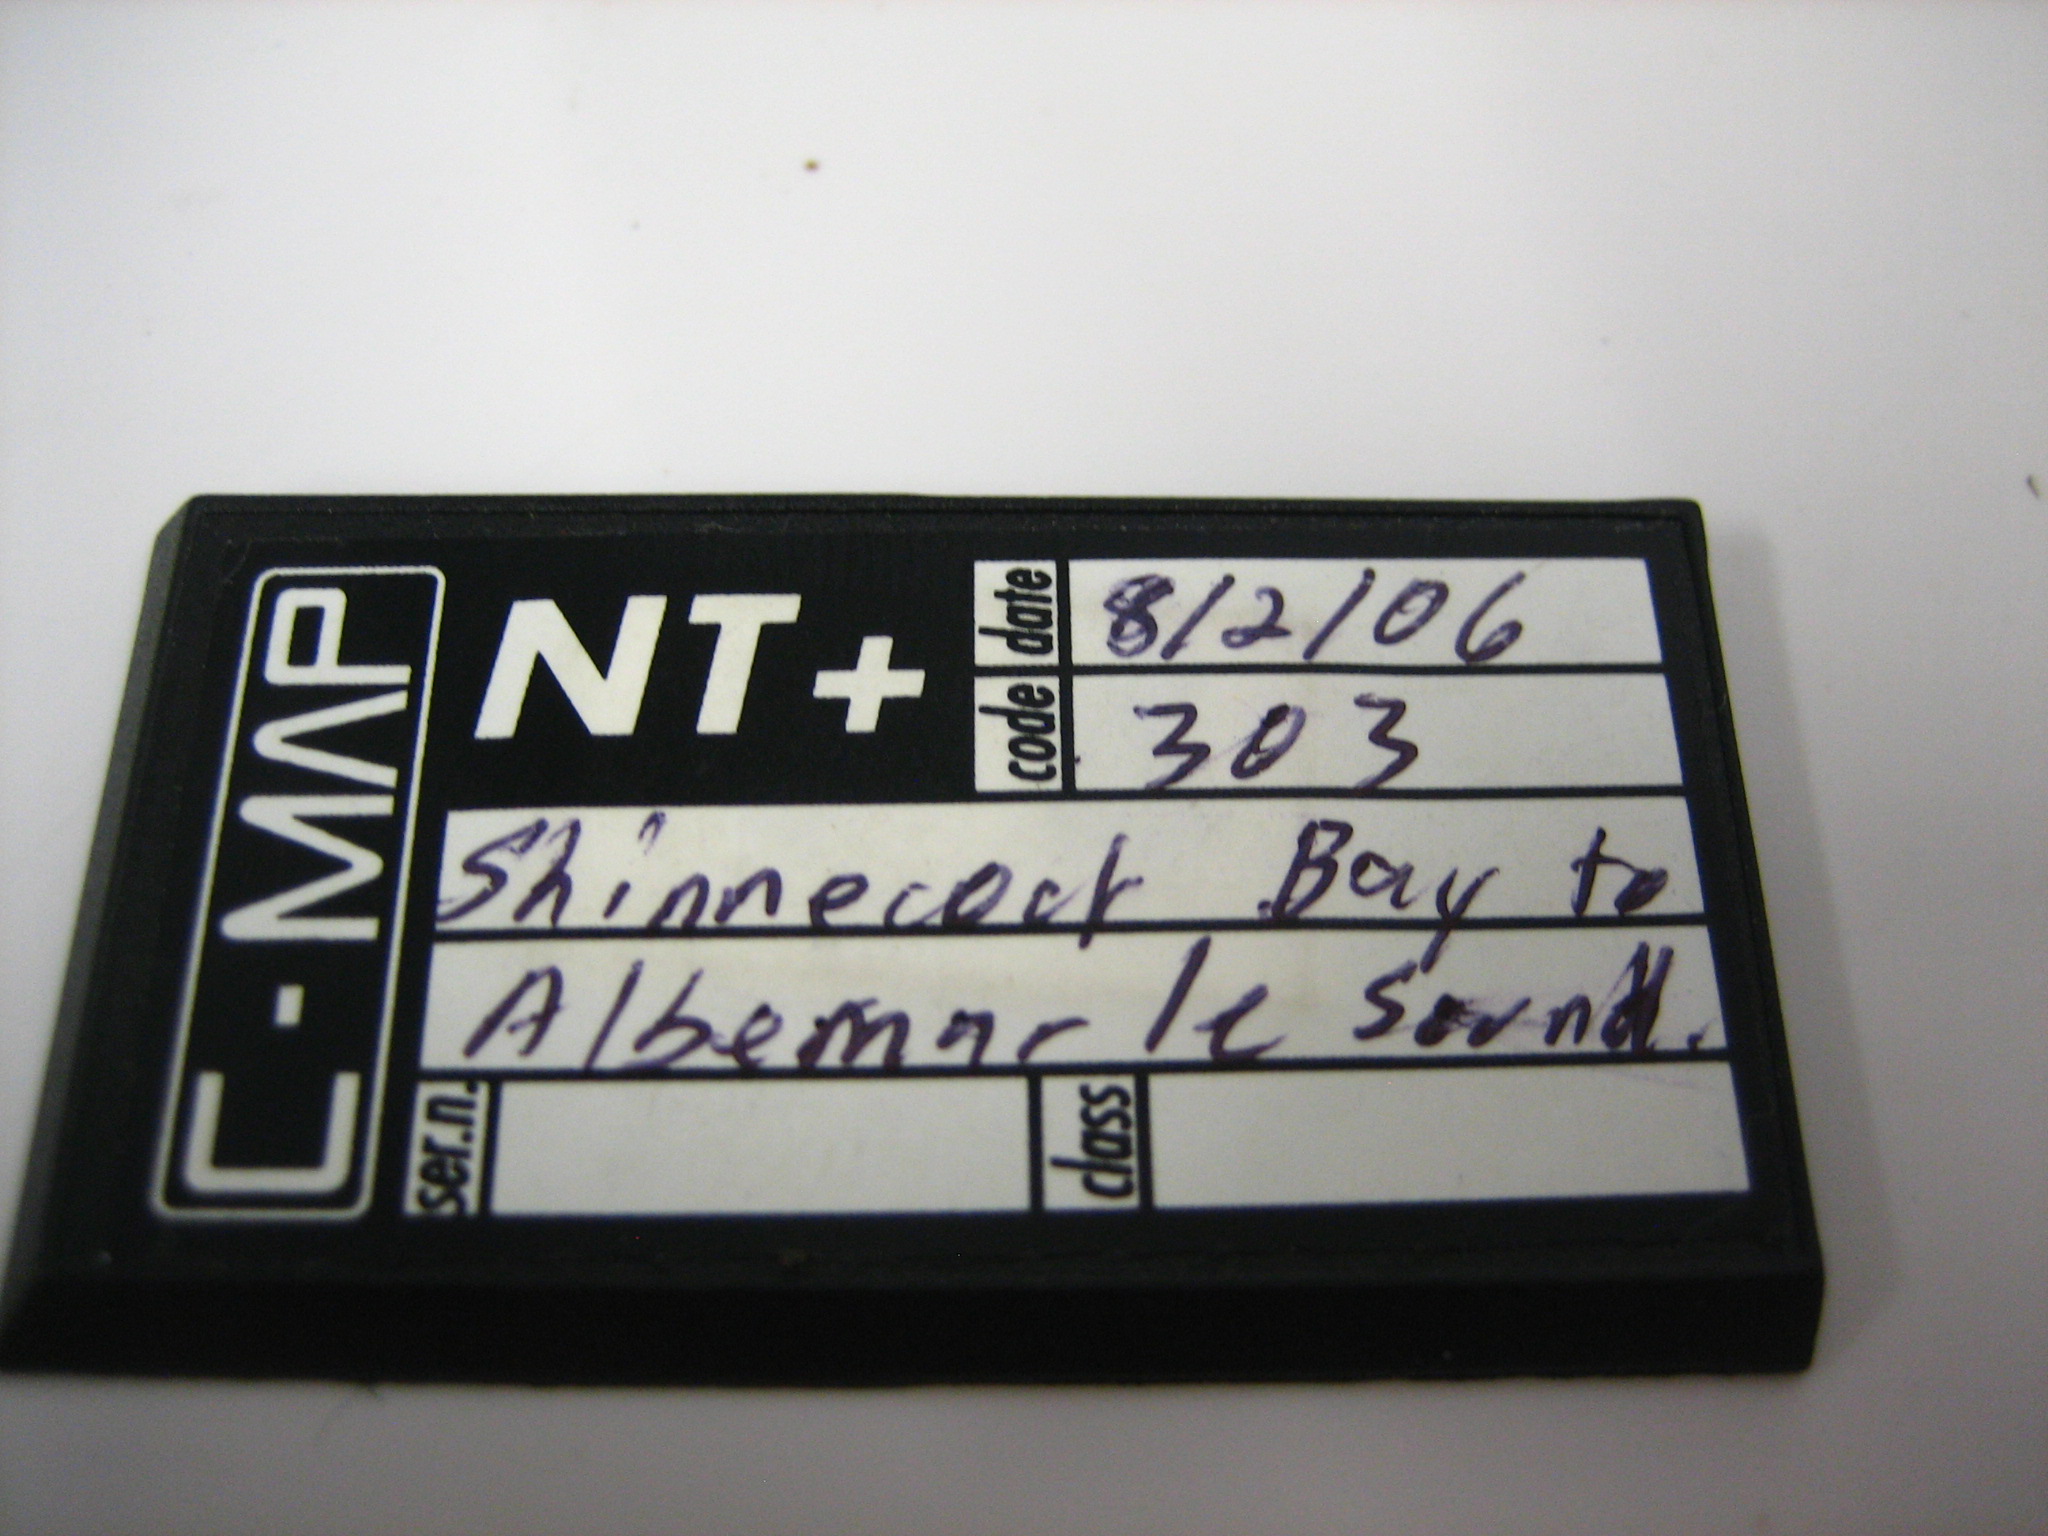 C-MAP
NT+
date 8/2/06
code 303
Shinnecock Bay to
Albemarle Sound.
ser.n. class